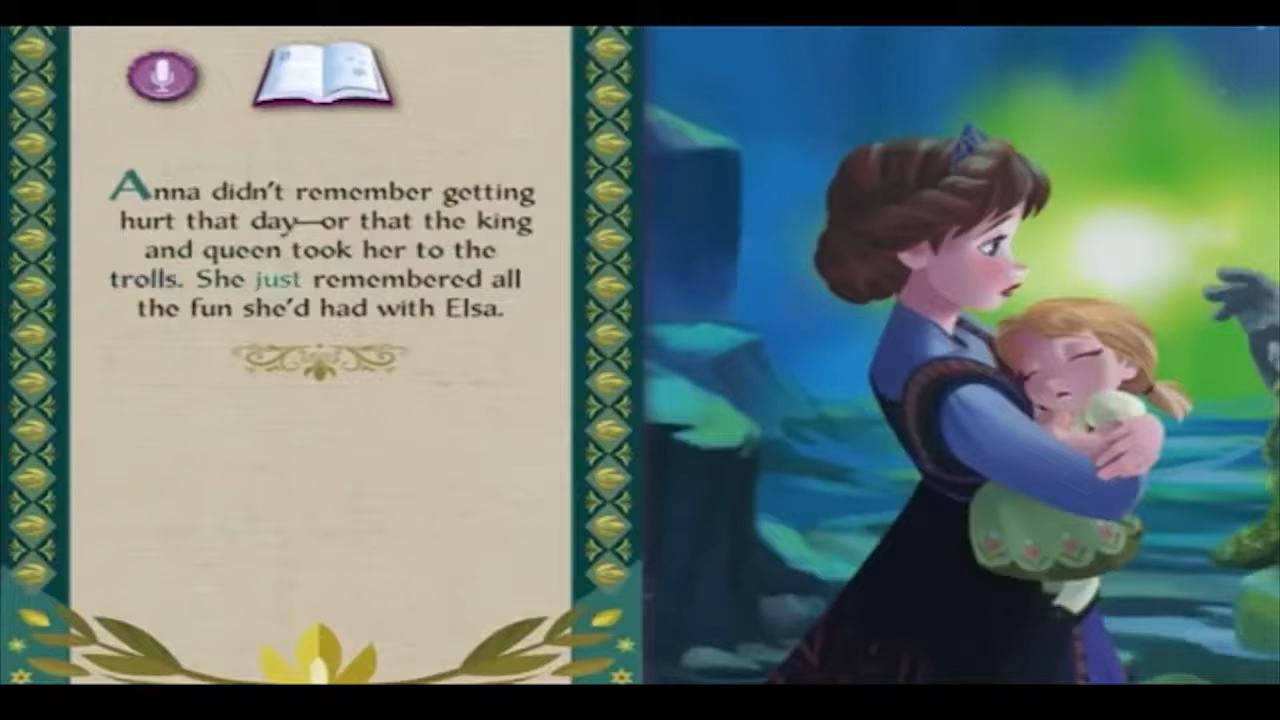 Anna didn't remember getting
hurt that day—or that the king
and queen took her to the
trolls. She just remembered all
the fun she'd had with Elsa.